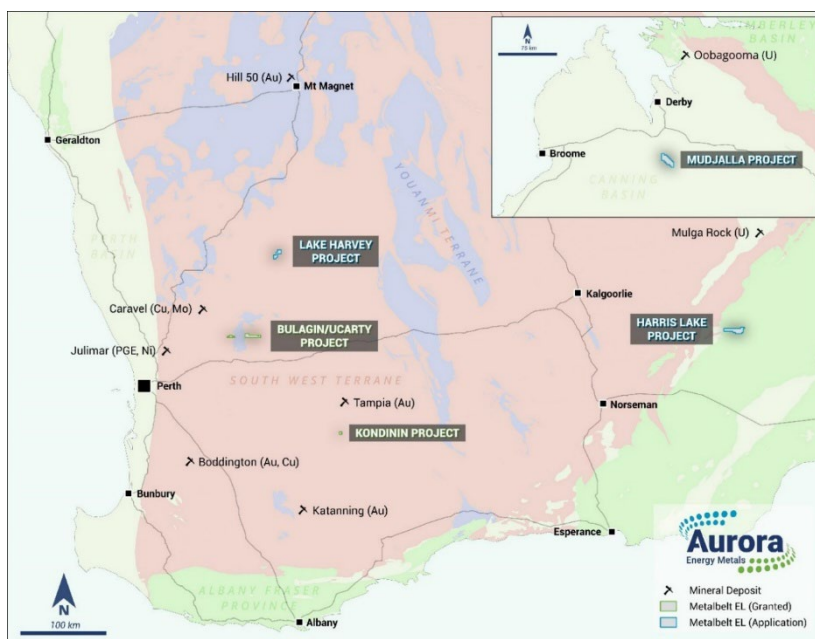 N
75 km
MBERLEY
BASIN
Oobagooma (U)
Derby
Broome
MUDJALLA PROJECT
CANNING
BASIN
Hill 50 (Au)
Mt Magnet
Geraldton
YOUANMI TERRANE
PERTH
BASIN
Mulga Rock (U)
LAKE HARVEY
PROJECT
Kalgoorlie
Caravel (Cu, Mo)
BULAGIN/UCARTY
PROJECT
HARRIS LAKE
PROJECT
Julimar (PGE, Ni)
SOUTH WEST TERRANE
Perth
Tampia (Au)
Norseman
KONDININ PROJECT
Boddington (Au, Cu)
Bunbury
Katanning (Au)
Esperance
Aurora
Energy Metals
ALBANY FRASER
PROVINCE
Albany
N
100 km
Mineral Deposit
Metalbelt EL (Granted)
Metalbelt EL (Application)